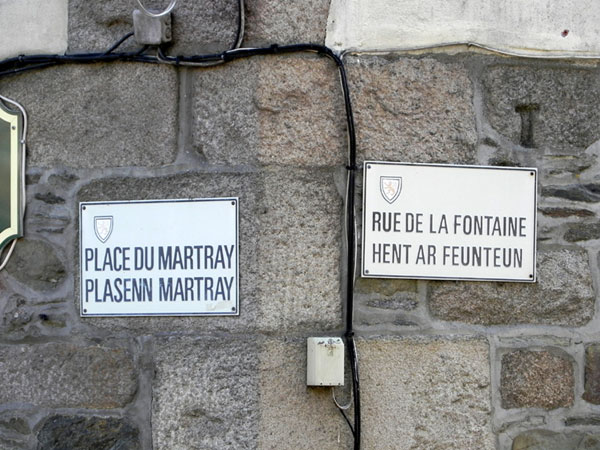 PLACE DU MARTRAY
PLASENN MARTRAY
RUE DE LA FONTAINE
HENT AR FEUNTEUN